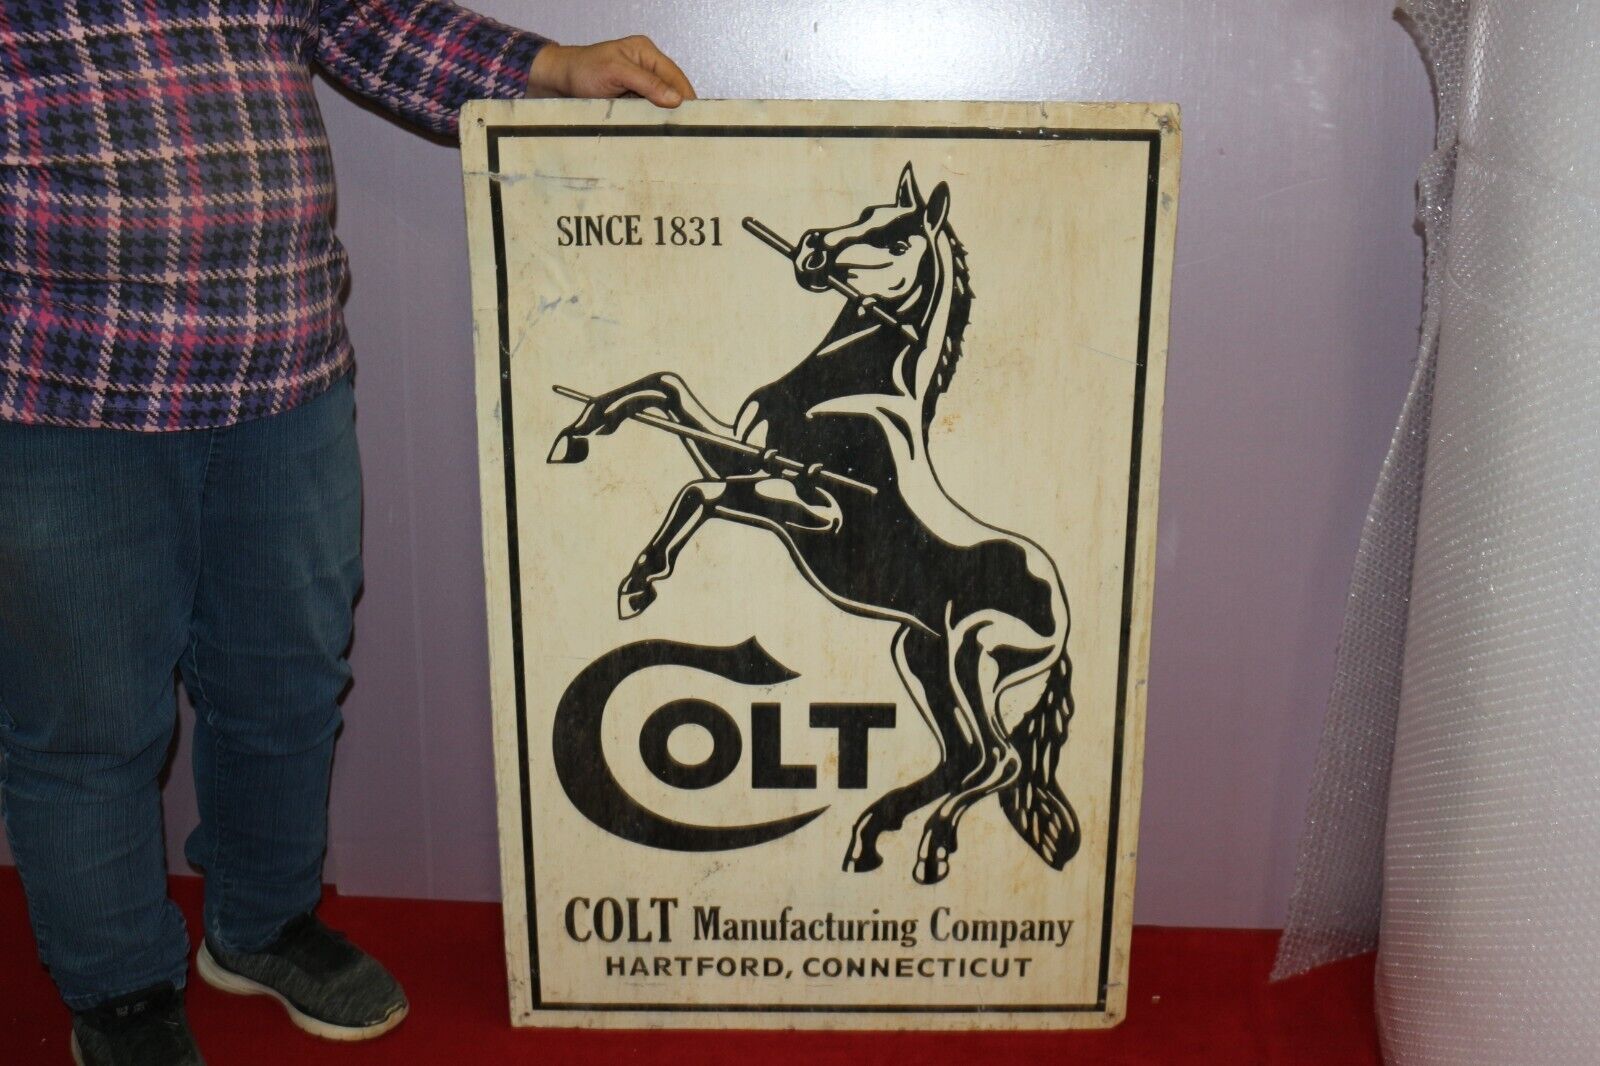 SINCE 1831
COLT
COLT Manufacturing Company
HARTFORD, CONNECTICUT